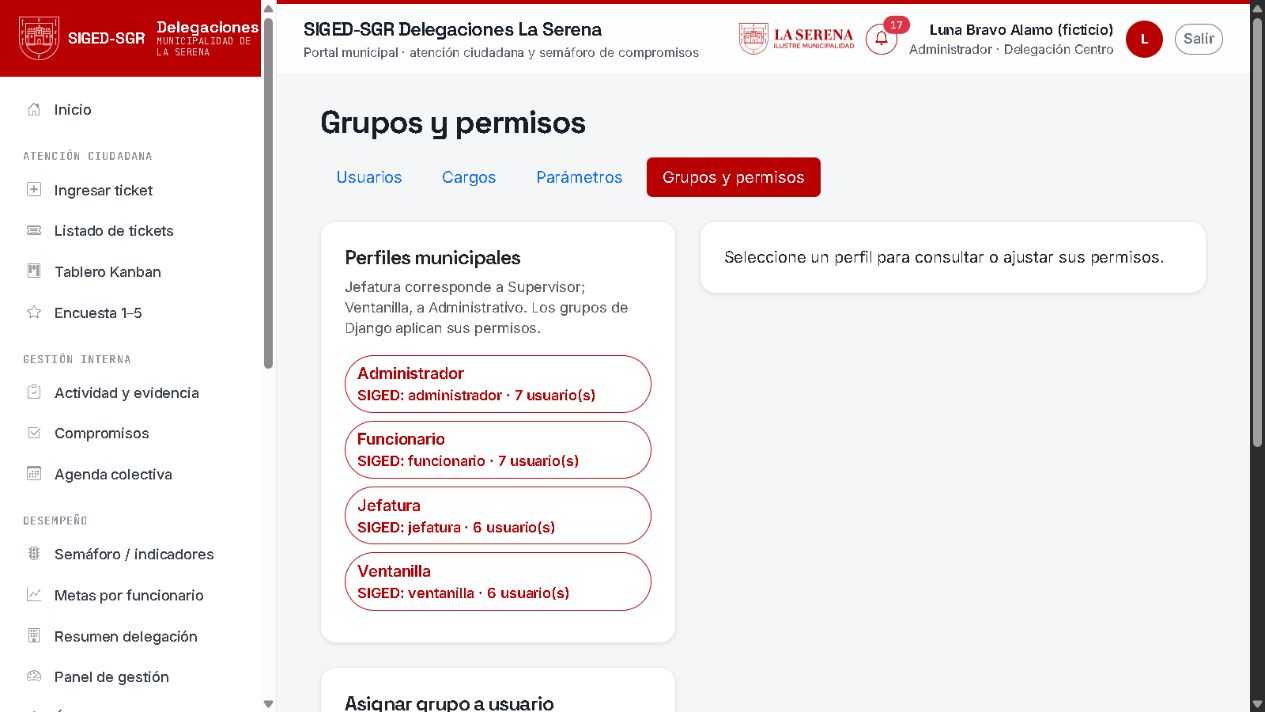 SIGED-SGR
Delegaciones
MUNICIPALIDAD DE
LA SERENA
Inicio
ATENCIÓN CIUDADANA
Ingresar ticket
Listado de tickets
Tablero Kanban
Encuesta 1–5
GESTIÓN INTERNA
Actividad y evidencia
Compromisos
Agenda colectiva
DESEMPEÑO
Semáforo / indicadores
Metas por funcionario
Resumen delegación
Panel de gestión
SIGED-SGR Delegaciones La Serena
Portal municipal · atención ciudadana y semáforo de compromisos
LA SERENA
ILUSTRE MUNICIPALIDAD
17
Luna Bravo Alamo (ficticio)
Administrador · Delegación Centro
L
Salir
Grupos y permisos
Usuarios
Cargos
Parámetros
Grupos y permisos
Perfiles municipales
Jefatura corresponde a Supervisor;
Ventanilla, a Administrativo. Los grupos de
Django aplican sus permisos.
Administrador
SIGED: administrador · 7 usuario(s)
Funcionario
SIGED: funcionario · 7 usuario(s)
Jefatura
SIGED: jefatura · 6 usuario(s)
Ventanilla
SIGED: ventanilla · 6 usuario(s)
Asignar grupo a usuario
Seleccione un perfil para consultar o ajustar sus permisos.